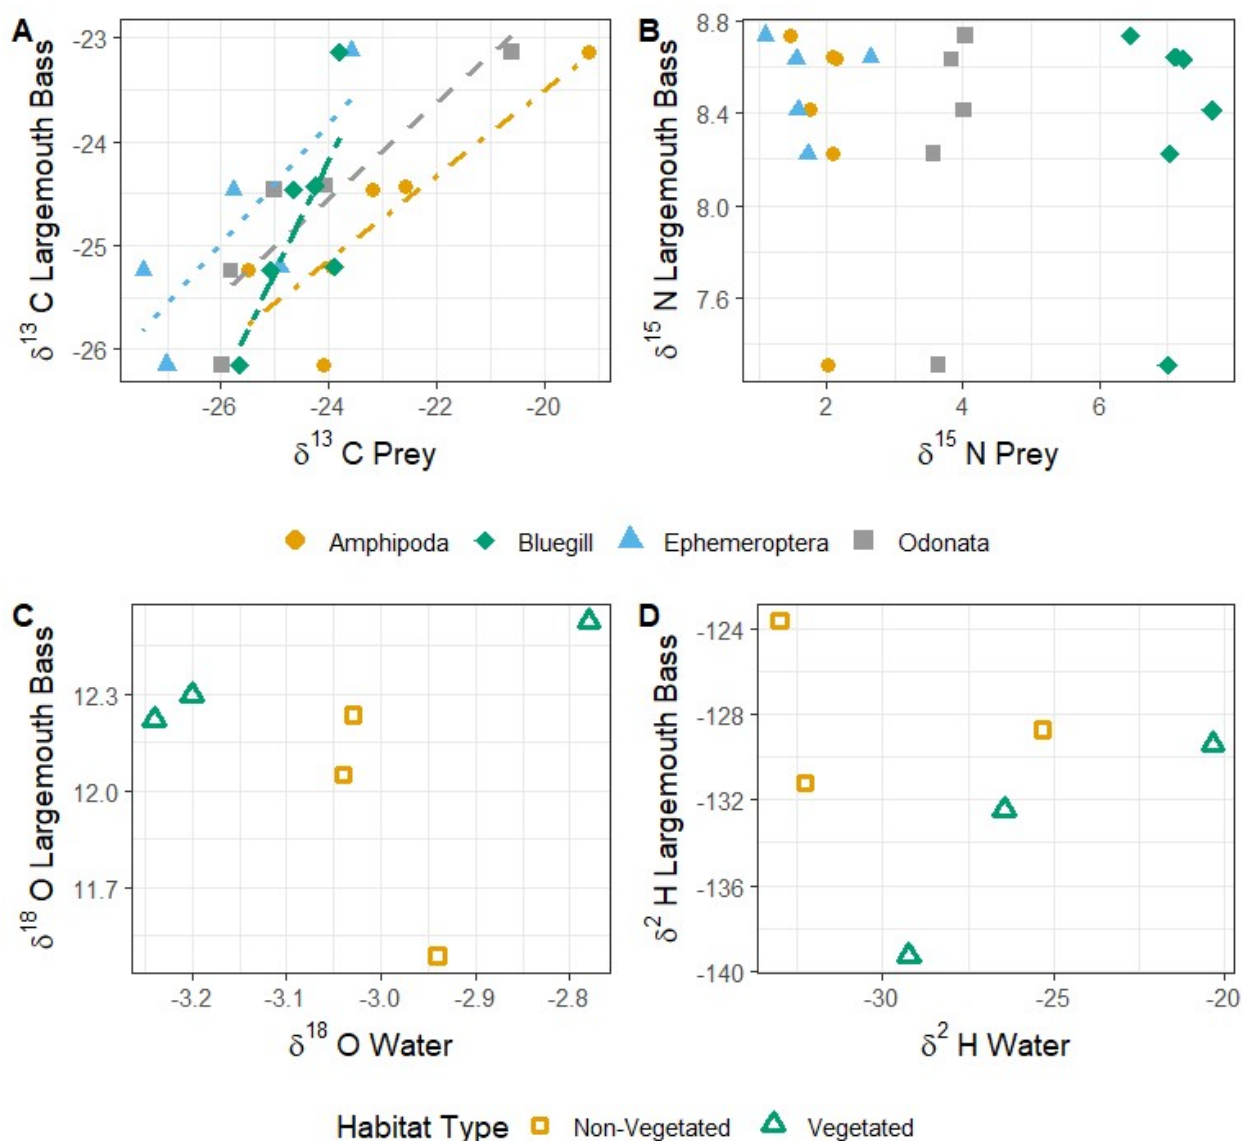 A
B
δ13 C Largemouth Bass
-23
-24
-25
-26
-26
-24
-22
-20
δ13 C Prey
δ15 N Largemouth Bass
8.8
8.4
8.0
7.6
2
4
6
δ15 N Prey
Amphipoda Bluegill Ephemeroptera Odonata
C
D
δ18 O Largemouth Bass
12.3
12.0
11.7
-3.2
-3.1
-3.0
-2.9
-2.8
δ18 O Water
δ2 H Largemouth Bass
-124
-128
-132
-136
-140
-30
-25
-20
δ2 H Water
Habitat Type Non-Vegetated Vegetated